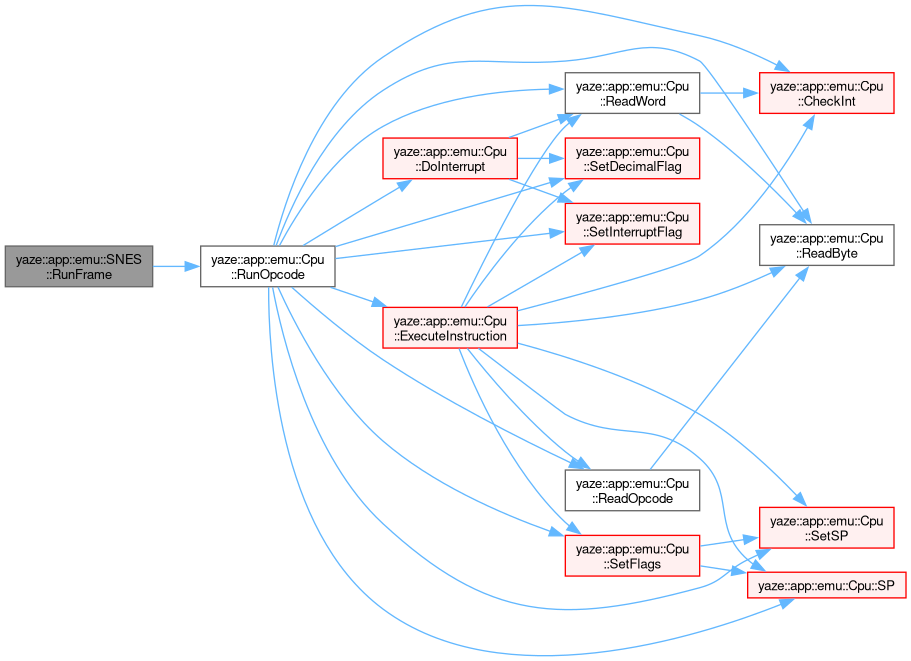 yaze::app::emu::SNES
::RunFrame
yaze::app::emu::Cpu
::RunOpcode
yaze::app::emu::Cpu
::DoInterrupt
yaze::app::emu::Cpu
::ExecuteInstruction
yaze::app::emu::Cpu
::ReadWord
yaze::app::emu::Cpu
::SetDecimalFlag
yaze::app::emu::Cpu
::SetInterruptFlag
yaze::app::emu::Cpu
::ReadOpcode
yaze::app::emu::Cpu
::SetFlags
yaze::app::emu::Cpu
::CheckInt
yaze::app::emu::Cpu
::ReadByte
yaze::app::emu::Cpu
::SetSP
yaze::app::emu::Cpu::SP